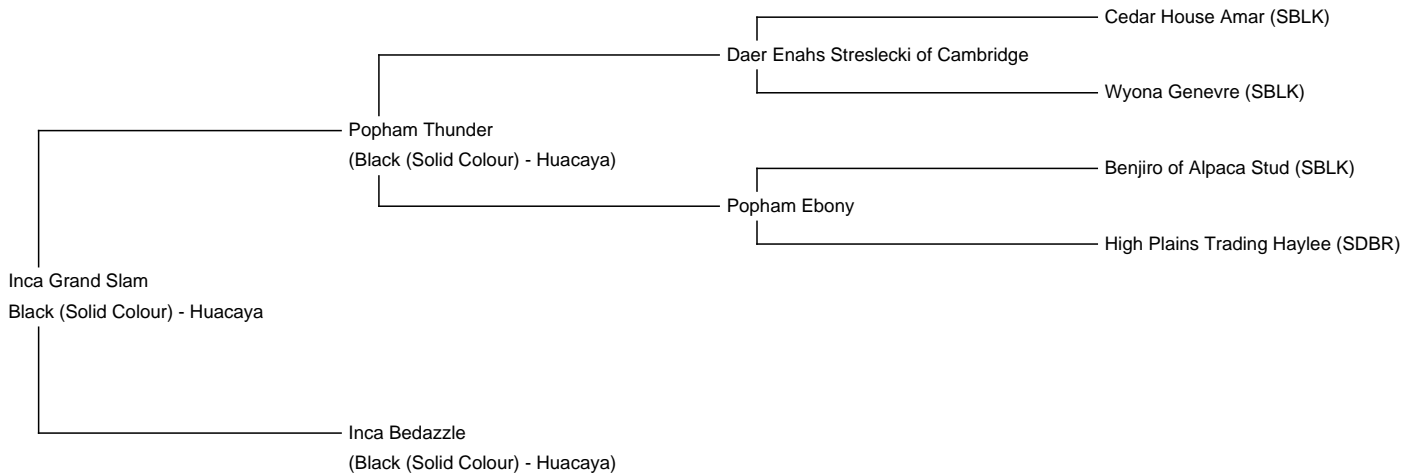 Cedar House Amar (SBLK)
Daer Enahs Streslecki of Cambridge
Wyona Genevre (SBLK)
Popham Thunder
(Black (Solid Colour) - Huacaya)
Benjiro of Alpaca Stud (SBLK)
Popham Ebony
High Plains Trading Haylee (SDBR)
Inca Grand Slam
Black (Solid Colour) - Huacaya
Inca Bedazzle
(Black (Solid Colour) - Huacaya)